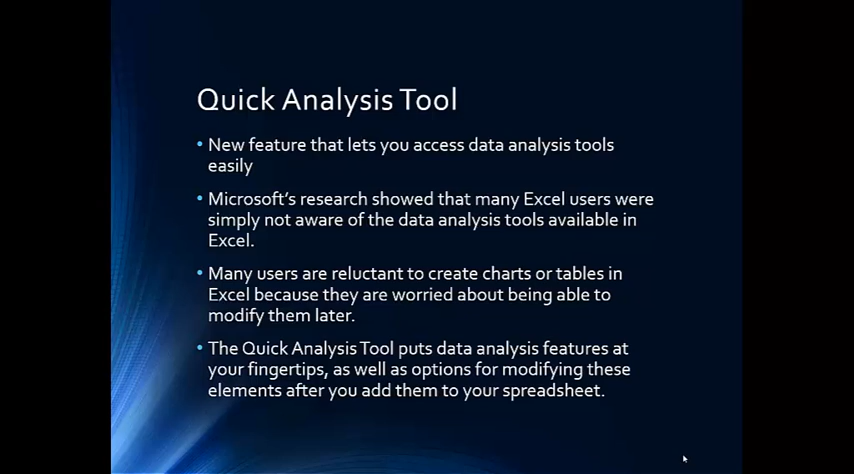 Quick Analysis Tool
• New feature that lets you access data analysis tools
easily
• Microsoft's research showed that many Excel users were
simply not aware of the data analysis tools available in
Excel.
• Many users are reluctant to create charts or tables in
Excel because they are worried about being able to
modify them later.
• The Quick Analysis Tool puts data analysis features at
your fingertips, as well as options for modifying these
elements after you add them to your spreadsheet.